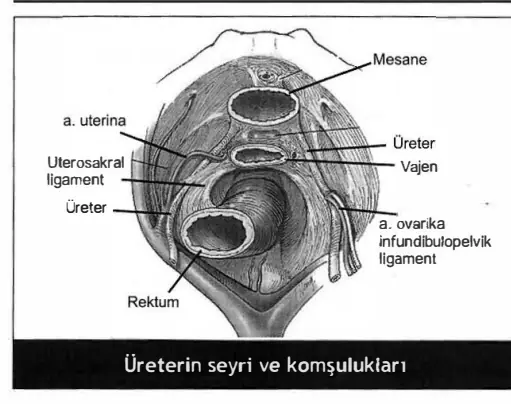 Mesane
a. uterina
Üreter
Vajen
Uterosakral
ligament
Üreter
a. ovarika
infundibulopelvik
ligament
Rektum
Üreterin seyri ve komşulukları